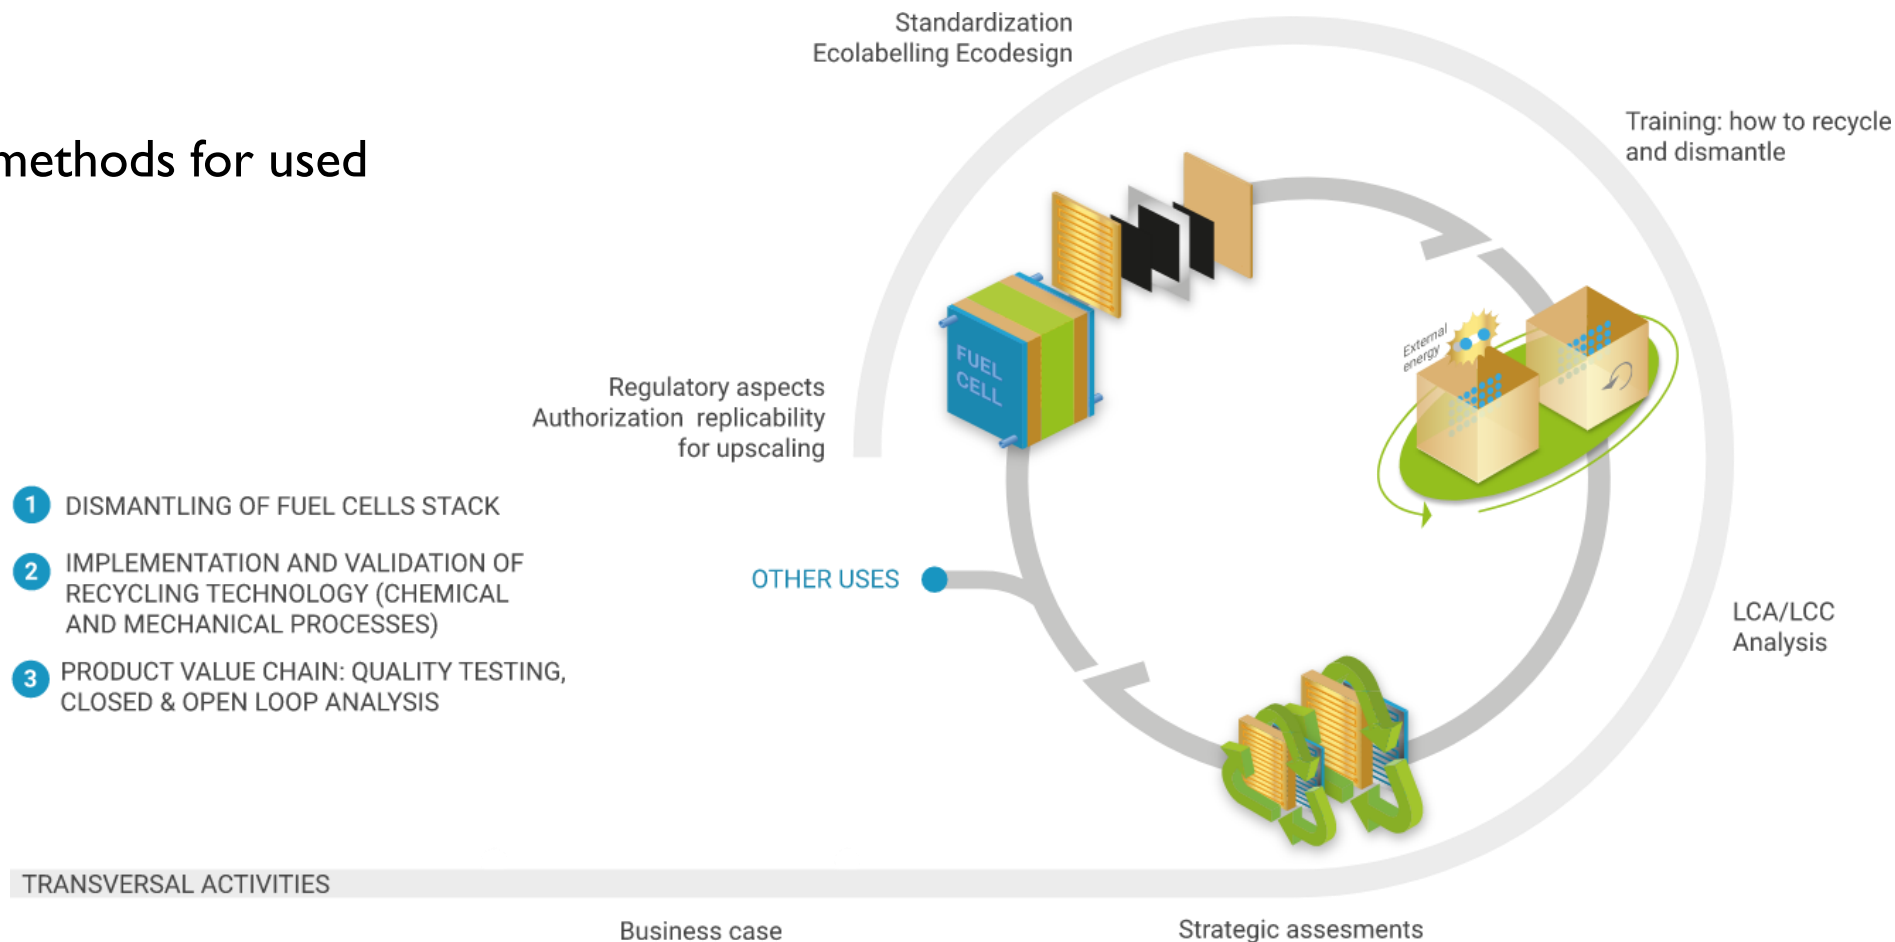 Standardization
Ecolabelling Ecodesign
Training: how to recycle
and dismantle
methods for used
External
energy
FUEL
CELL
Regulatory aspects
Authorization replicability
for upscaling
1 DISMANTLING OF FUEL CELLS STACK
2 IMPLEMENTATION AND VALIDATION OF
RECYCLING TECHNOLOGY (CHEMICAL
AND MECHANICAL PROCESSES)
3 PRODUCT VALUE CHAIN: QUALITY TESTING,
CLOSED & OPEN LOOP ANALYSIS
OTHER USES
LCA/LCC
Analysis
TRANSVERSAL ACTIVITIES
Business case
Strategic assesments